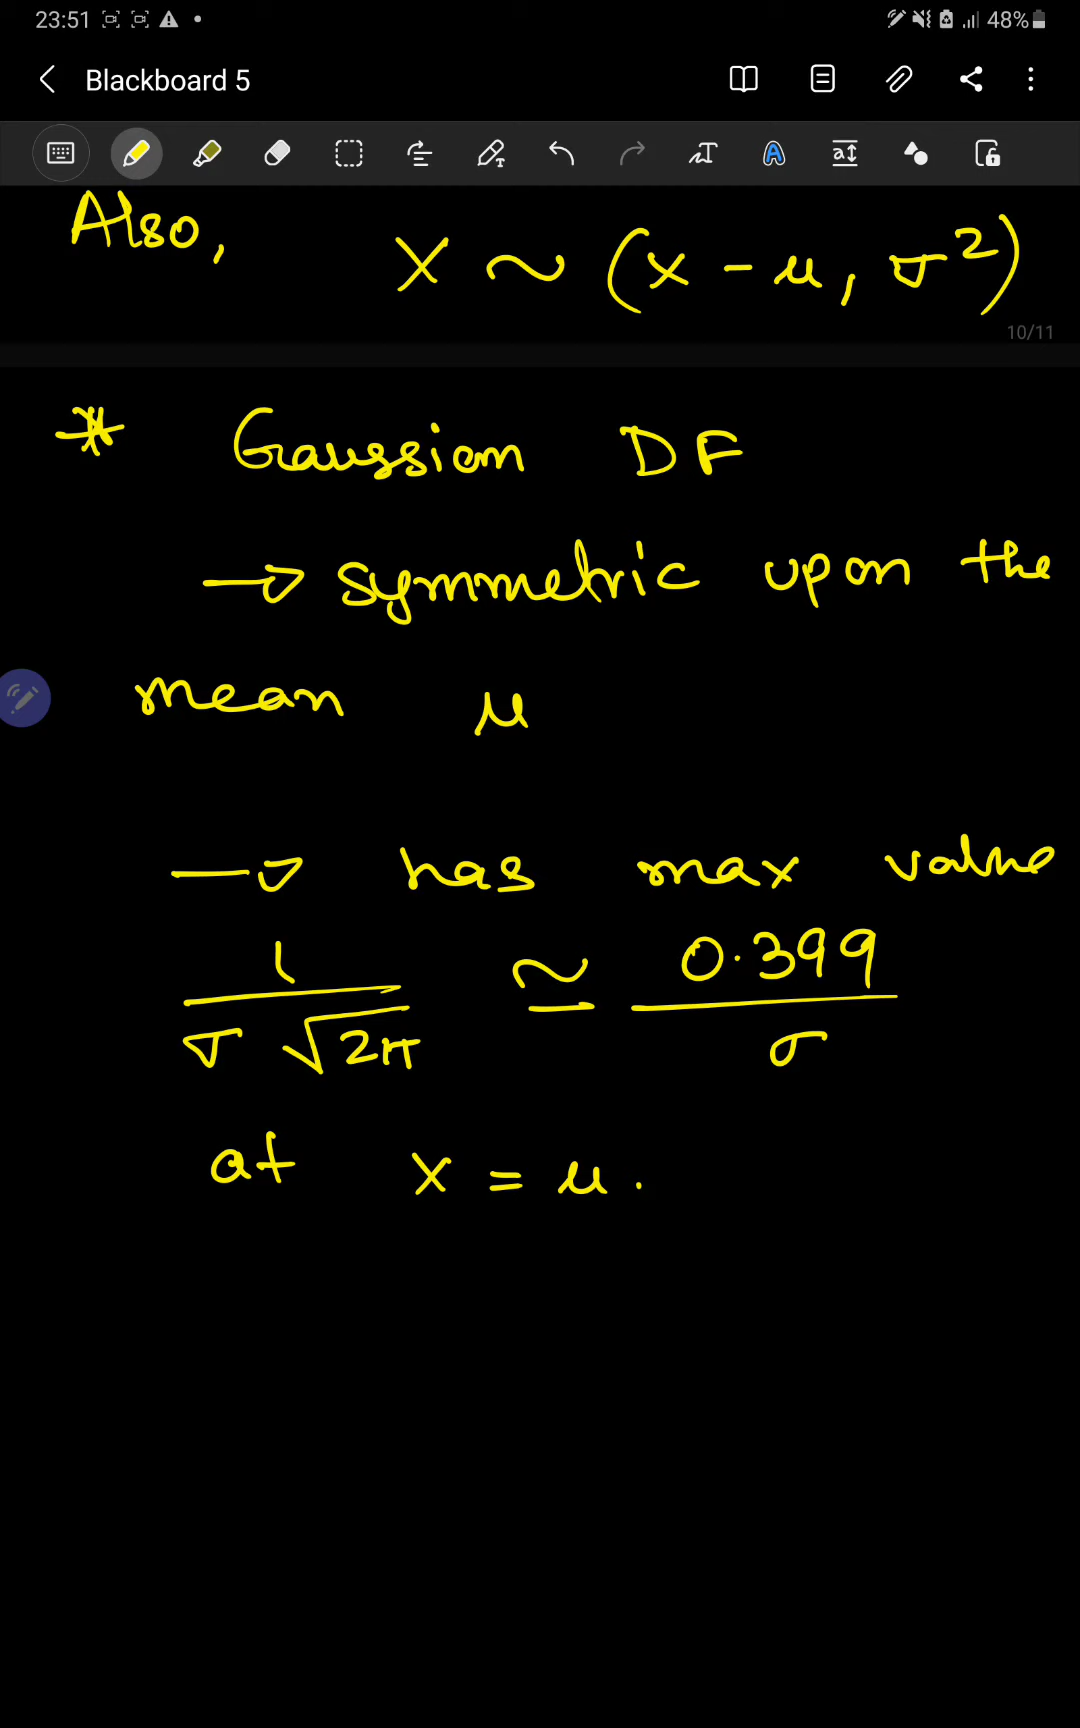 23:51 48%
Blackboard 5
Also, X ~ (x - μ, σ²)
10/11
* Gaussian DF
→ symmetric upon the
mean μ
→ has max value
1/(σ √2π) ≃ 0.399/σ
at x = μ.